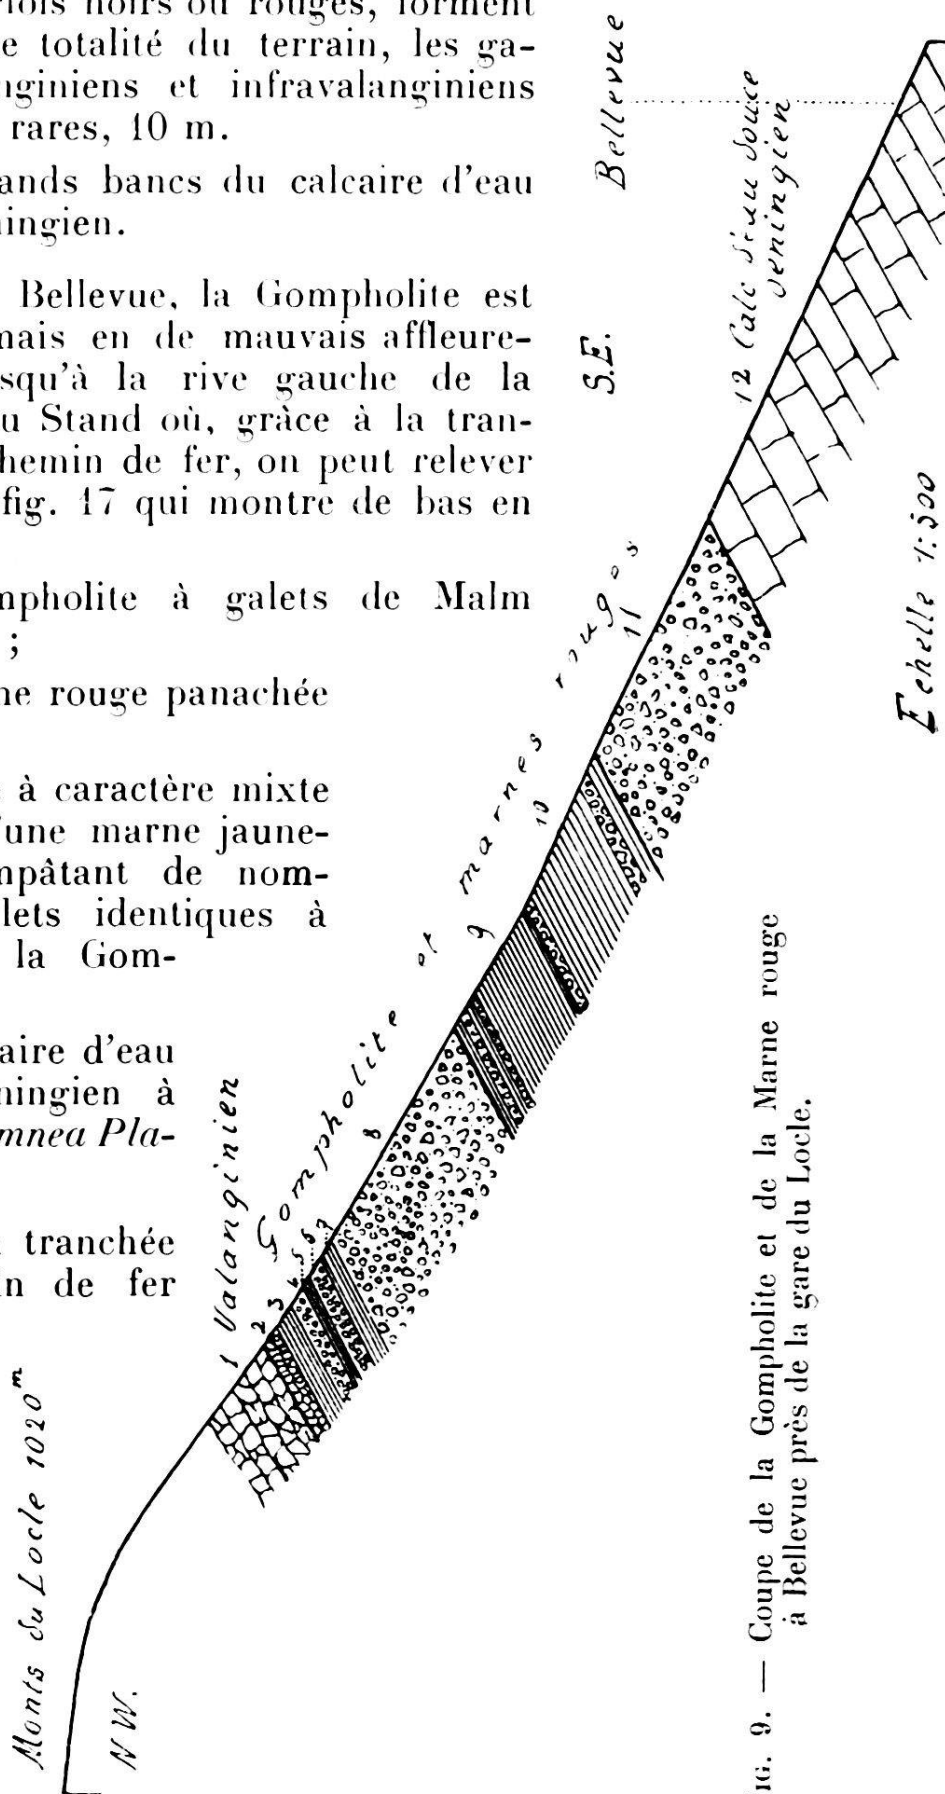 noirs ou rouges, forment
e totalité du terrain, les ga-
nginiens et infravalanginiens
rares, 10 m.
ands bancs du calcaire d'eau
ningien.
Bellevue, la Gompholite est
mais en de mauvais affleure-
squ'à la rive gauche de la
u Stand où, grâce à la tran-
hemin de fer, on peut relever
fig. 17 qui montre de bas en
mpholite à galets de Malm
;
ne rouge panachée
à caractère mixte
'une marne jaune-
mpâtant de nom-
lets identiques à
la Gom-
aire d'eau
ningien à
mnea Pla-
tranchée
in de fer
Monts du Locle 1020m
NW.
1 Valanginien
2 3 4 5 6 7
Gompholite et marnes rouges
8 9 10 11
S.E. Bellevue
12 Calc d'eau douce
oeningien
Echelle 1:500
IG. 9. — Coupe de la Gompholite et de la Marne rouge
à Bellevue près de la gare du Locle.